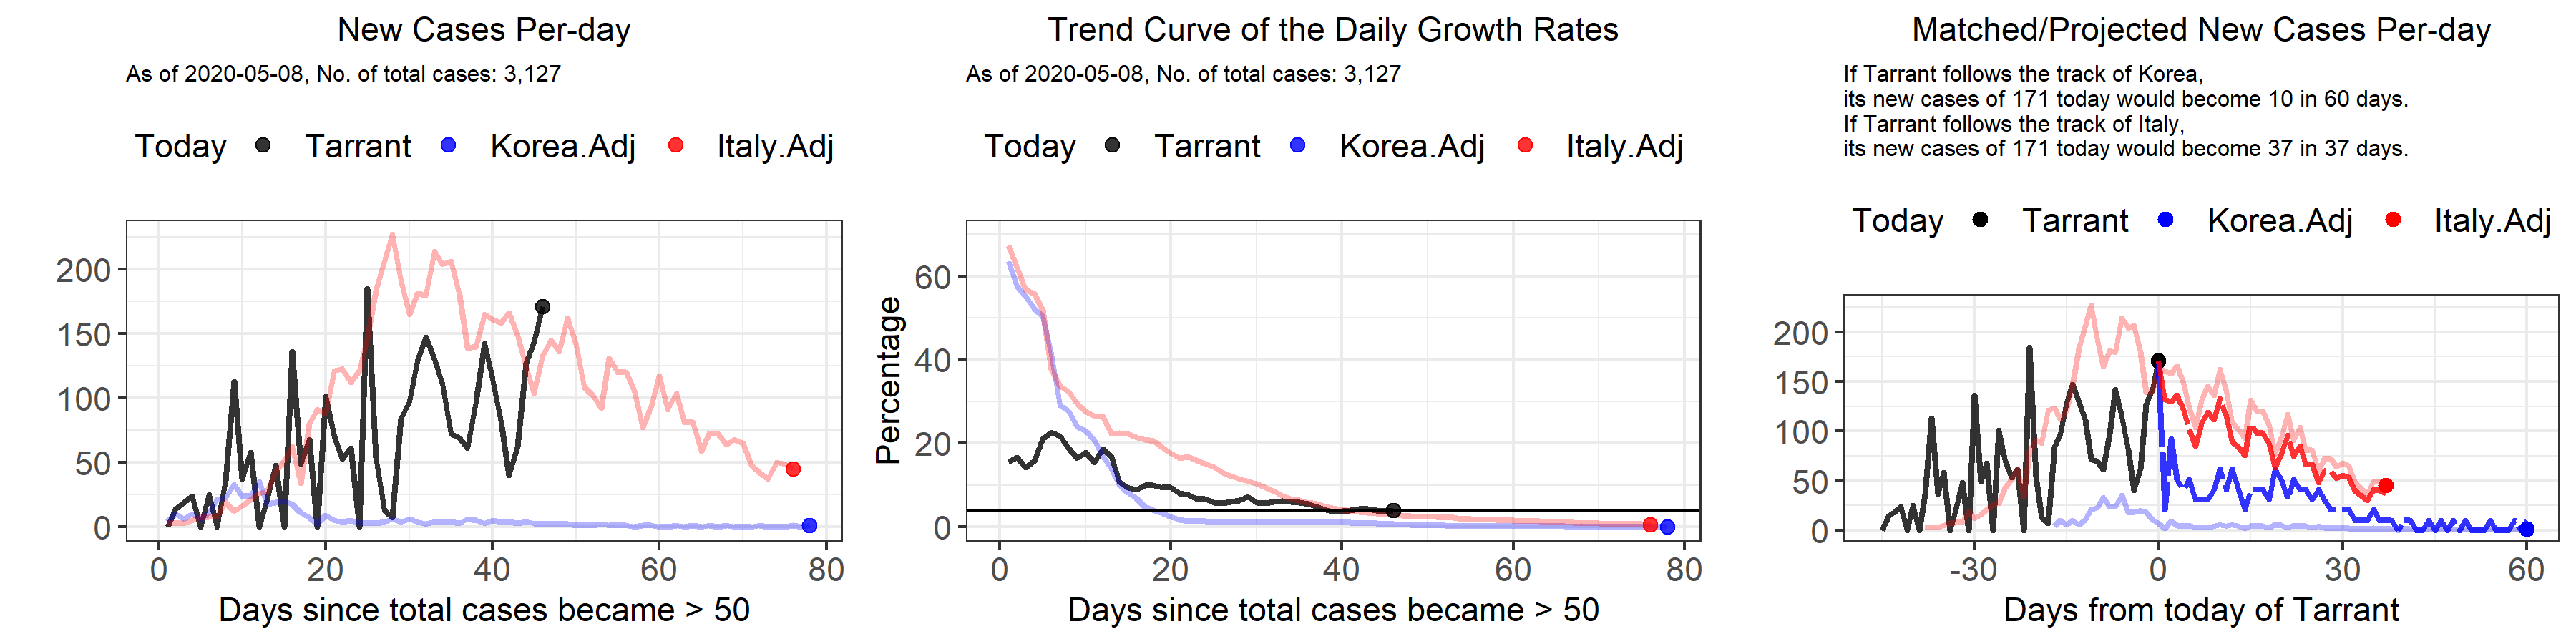 New Cases Per-day
As of 2020-05-08, No. of total cases: 3,127
Today Tarrant Korea.Adj Italy.Adj
200
150
100
50
0
0 20 40 60 80
Days since total cases became > 50
Trend Curve of the Daily Growth Rates
As of 2020-05-08, No. of total cases: 3,127
Today Tarrant Korea.Adj Italy.Adj
Percentage
60
40
20
0
0 20 40 60 80
Days since total cases became > 50
Matched/Projected New Cases Per-day
If Tarrant follows the track of Korea,
its new cases of 171 today would become 10 in 60 days.
If Tarrant follows the track of Italy,
its new cases of 171 today would become 37 in 37 days.
Today Tarrant Korea.Adj Italy.Adj
200
150
100
50
0
-30 0 30 60
Days from today of Tarrant